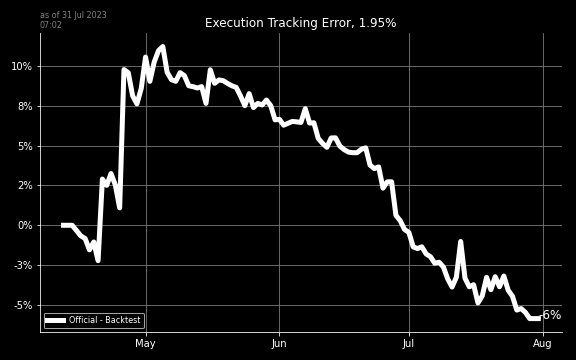 as of 31 Jul 2023
07:02
Execution Tracking Error, 1.95%
10%
8%
5%
2%
0%
-3%
-5%
-6%
Official - Backtest
May
Jun
Jul
Aug